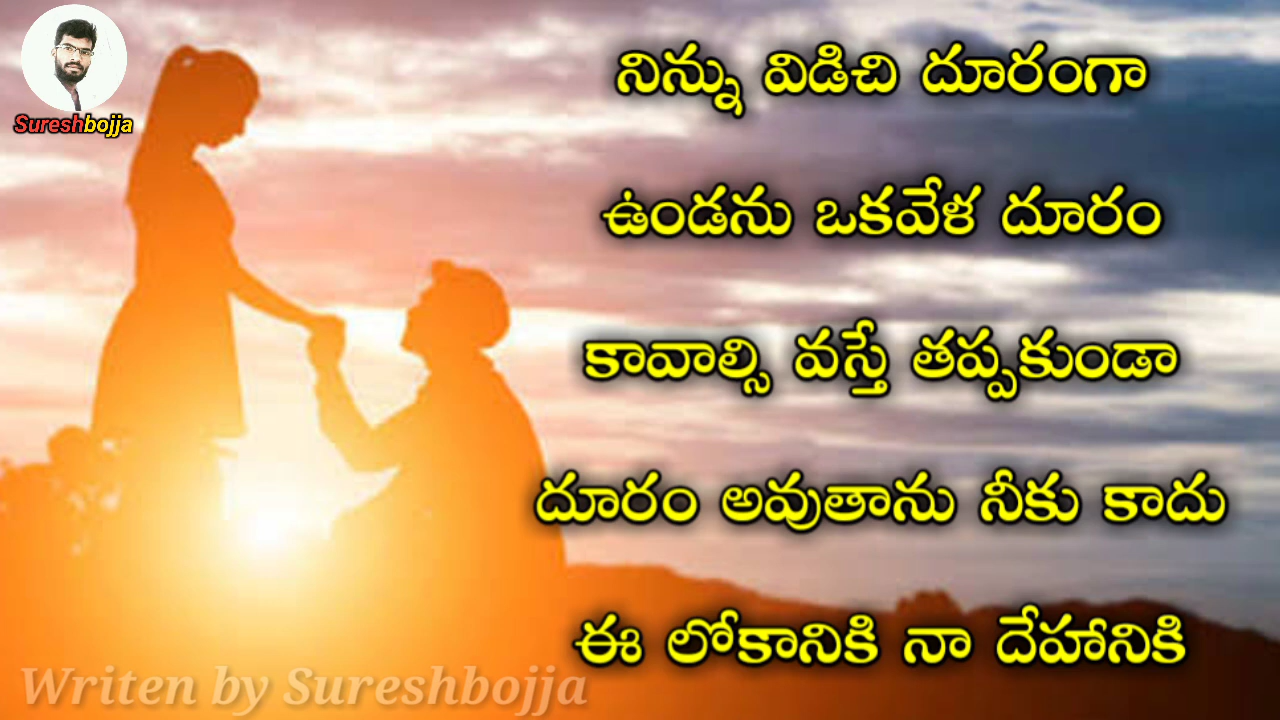 Sureshbojja
నిన్ను విడిచి దూరంగా
ఉండను ఒకవేళ దూరం
కావాల్సి వస్తే తప్పకుండా
దూరం అవుతాను నీకు కాదు
ఈ లోకానికి నా దేహానికి
Writen by Sureshbojja